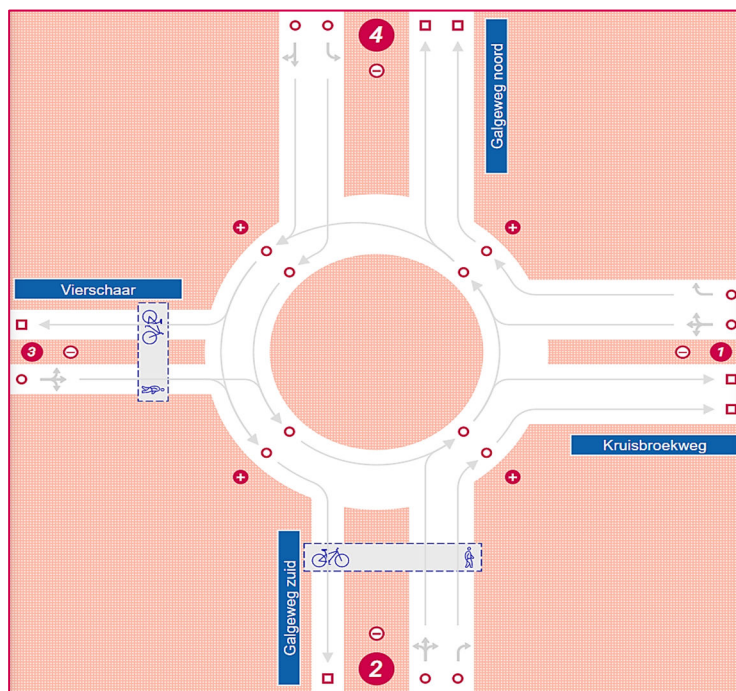 4
Galgeweg noord
Vierschaar
3
1
Kruisbroekweg
Galgeweg zuid
2